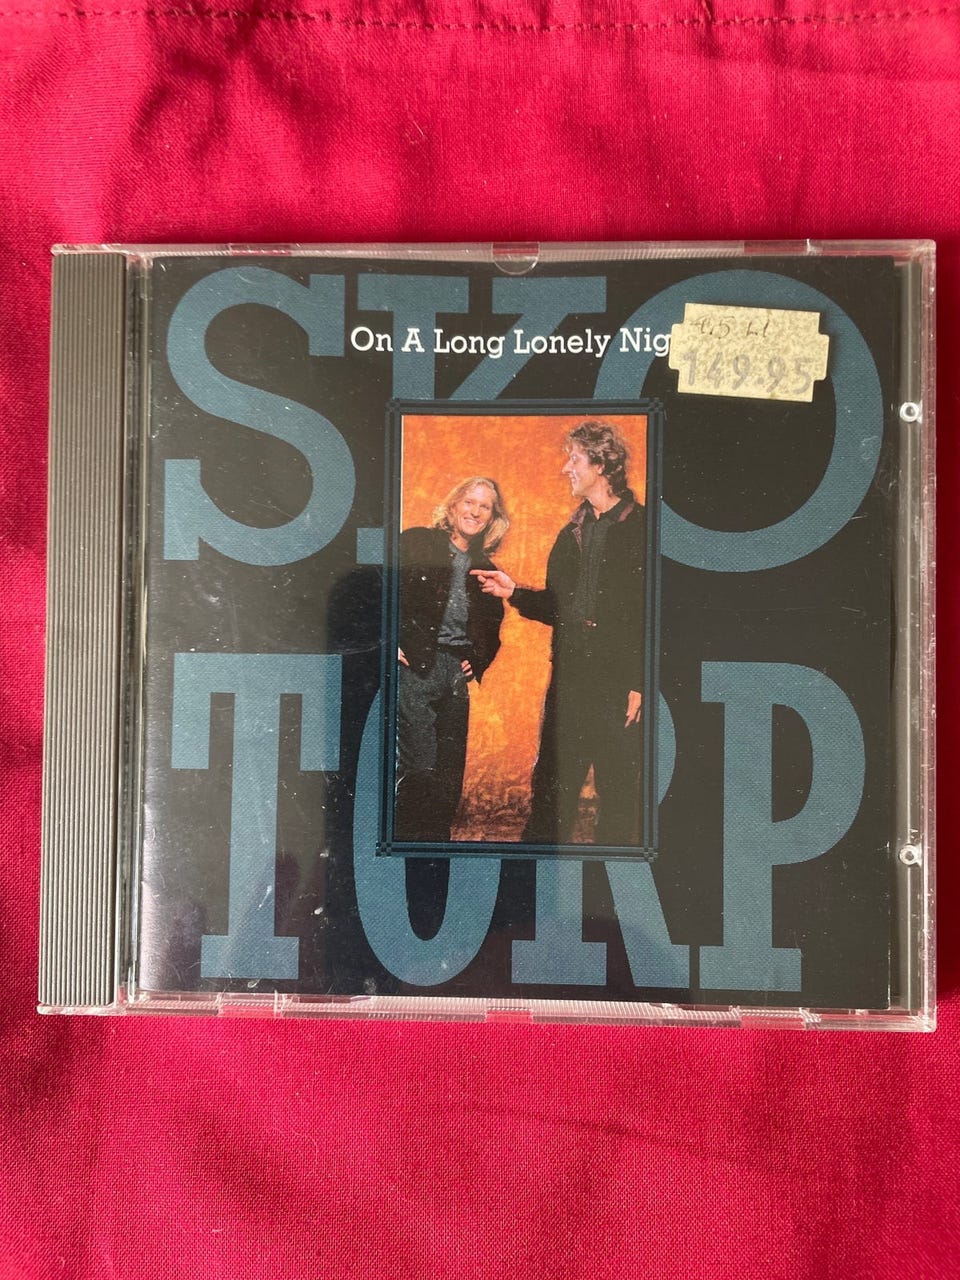 SKO
On A Long Lonely Nig
149.95
TORP